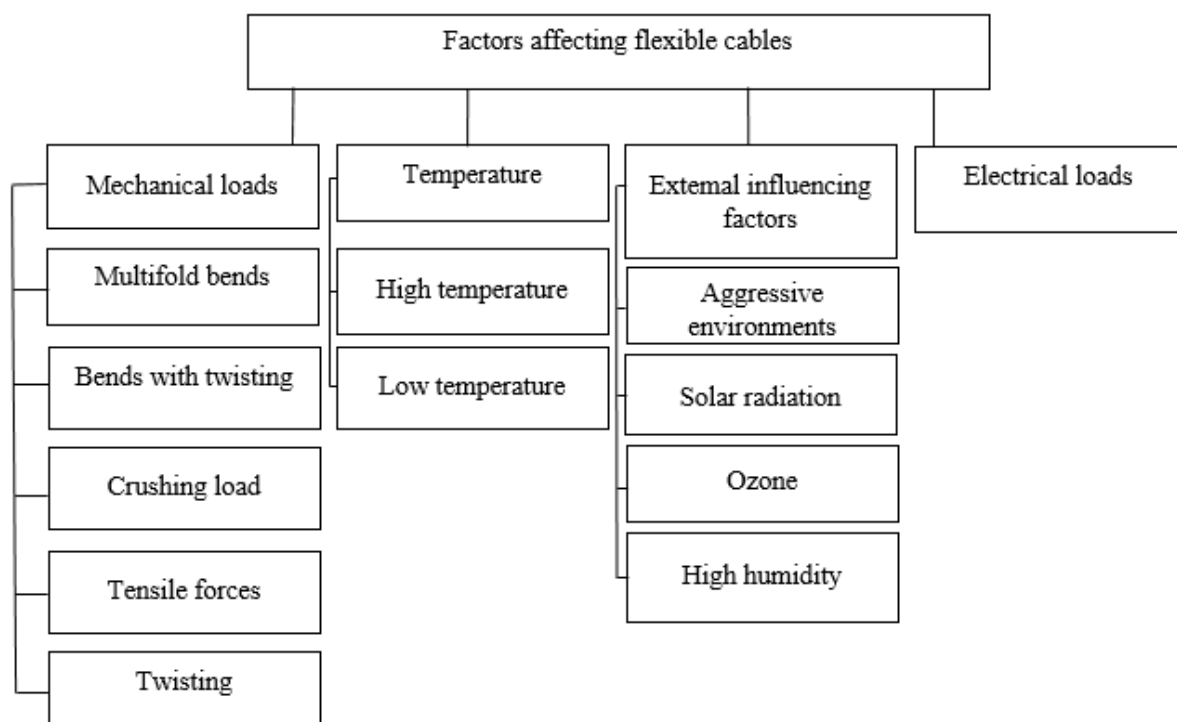 Factors affecting flexible cables
Mechanical loads
Multifold bends
Bends with twisting
Crushing load
Tensile forces
Twisting
Temperature
High temperature
Low temperature
Extemal influencing
factors
Aggressive
environments
Solar radiation
Ozone
High humidity
Electrical loads